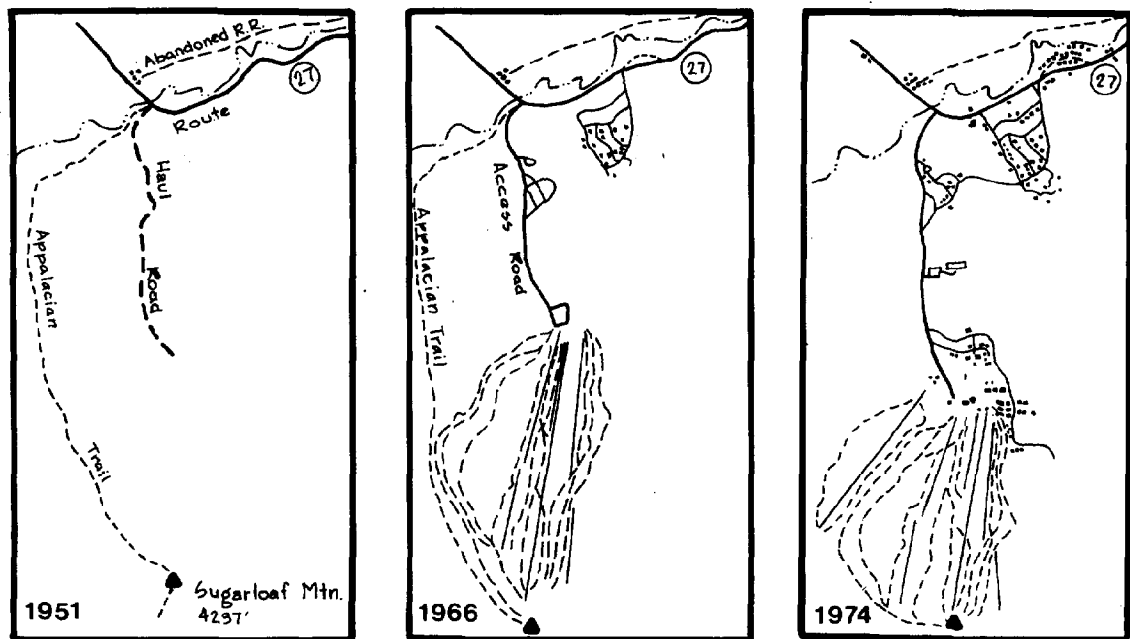 Abandoned R.R.
27
Route
Haul
Road
Appalacian
Trail
Sugarloaf Mtn.
4237'
1951
27
Access
Road
Appalacian Trail
1966
27
1974